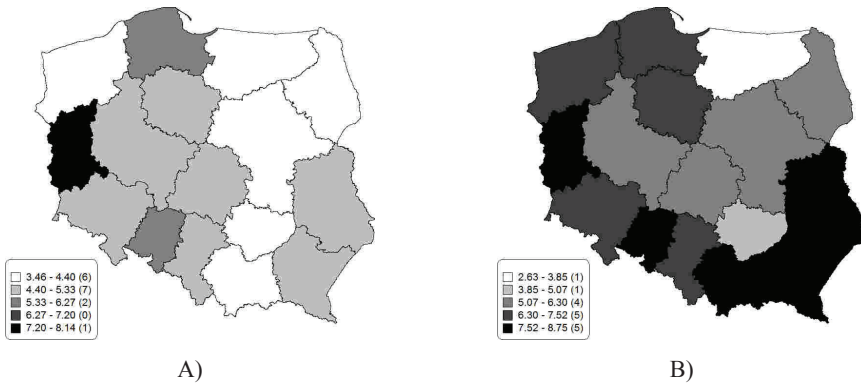 3.46 - 4.40 (6)
4.40 - 5.33 (7)
5.33 - 6.27 (2)
6.27 - 7.20 (0)
7.20 - 8.14 (1)
A)
2.63 - 3.85 (1)
3.85 - 5.07 (1)
5.07 - 6.30 (4)
6.30 - 7.52 (5)
7.52 - 8.75 (5)
B)